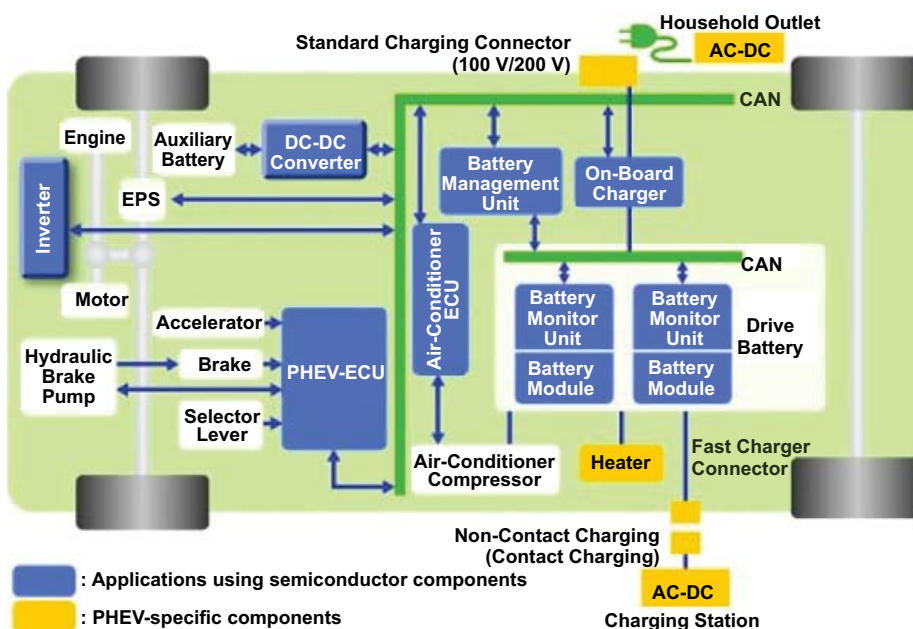 Household Outlet
AC-DC
Standard Charging Connector
(100 V/200 V)
CAN
Engine
Auxiliary
Battery
DC-DC
Converter
Battery
Management
Unit
On-Board
Charger
EPS
Inverter
Air-Conditioner
ECU
CAN
Motor
Battery
Monitor
Unit
Battery
Module
Battery
Monitor
Unit
Battery
Module
Drive
Battery
Accelerator
Hydraulic
Brake
Pump
Brake
PHEV-ECU
Selector
Lever
Air-Conditioner
Compressor
Heater
Fast Charger
Connector
Non-Contact Charging
(Contact Charging)
AC-DC
Charging Station
: Applications using semiconductor components
: PHEV-specific components